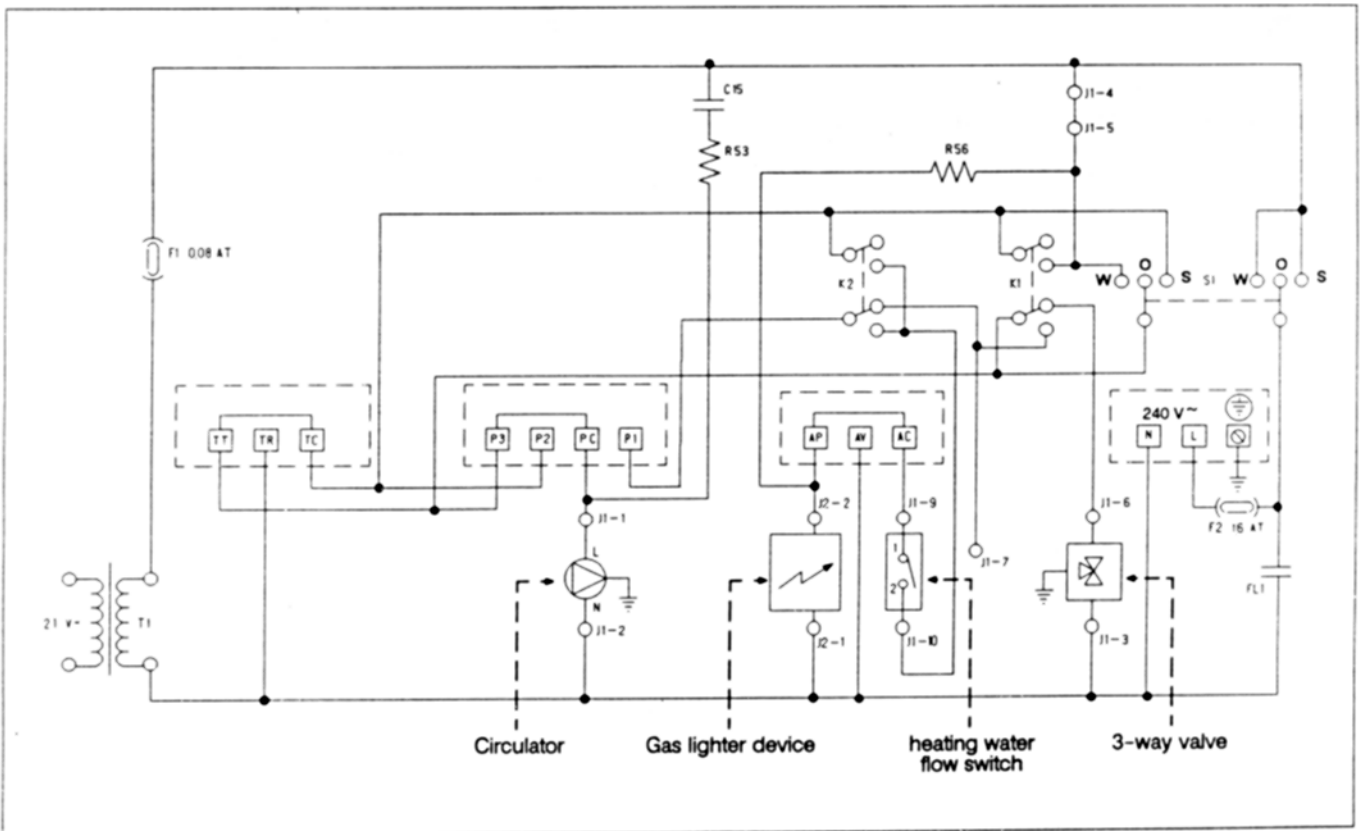 C15
J1-4
J1-5
R53
R56
F1 0.08 AT
K2
K1
W O S S1 W O S
240 V~
TT TR TC
P3 P2 PC P1
AP AV AC
N L
J1-1
J2-2
J1-9
J1-6
F2 16 AT
L
1
J1-7
2
N
FL1
21 V~
T1
J1-2
J2-1
J1-10
J1-3
Circulator
Gas lighter device
heating water
flow switch
3-way valve